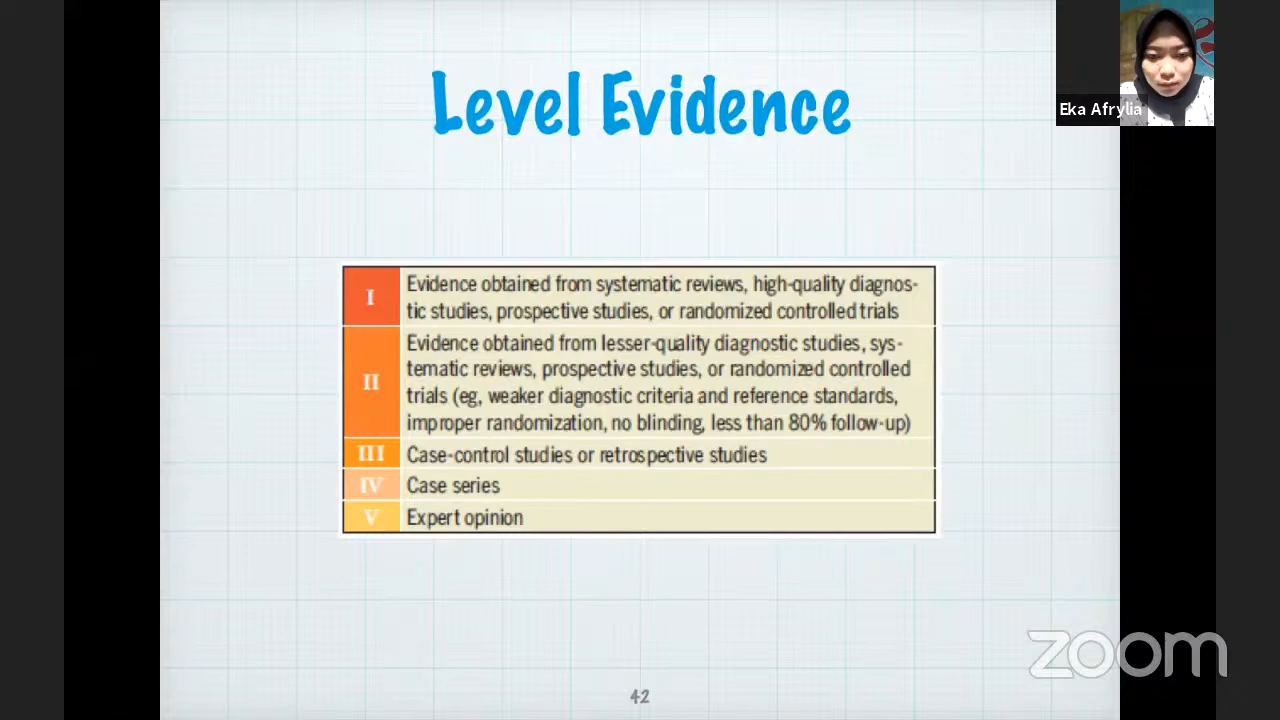 Level Evidence
Eka Afrylia
I
Evidence obtained from systematic reviews, high-quality diagnos-
tic studies, prospective studies, or randomized controlled trials
II
Evidence obtained from lesser-quality diagnostic studies, sys-
tematic reviews, prospective studies, or randomized controlled
trials (eg, weaker diagnostic criteria and reference standards,
improper randomization, no blinding, less than 80% follow-up)
III
Case-control studies or retrospective studies
IV
Case series
V
Expert opinion
zoom
42